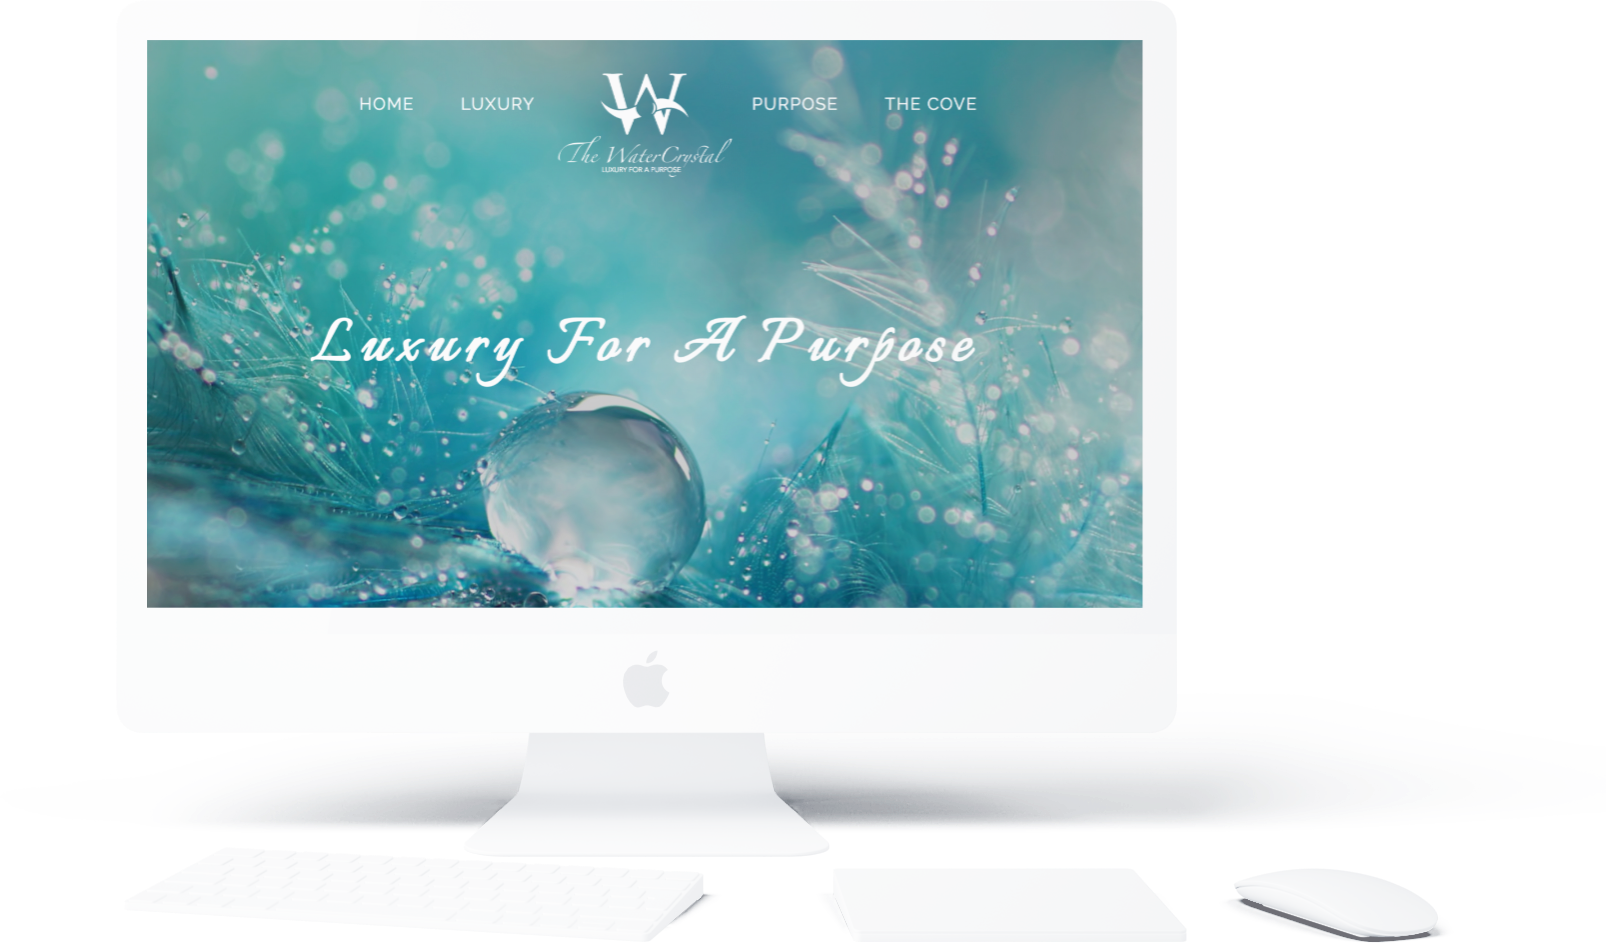 HOME LUXURY PURPOSE THE COVE
W
The WaterCrystal
LUXURY FOR A PURPOSE
Luxury For A Purpose